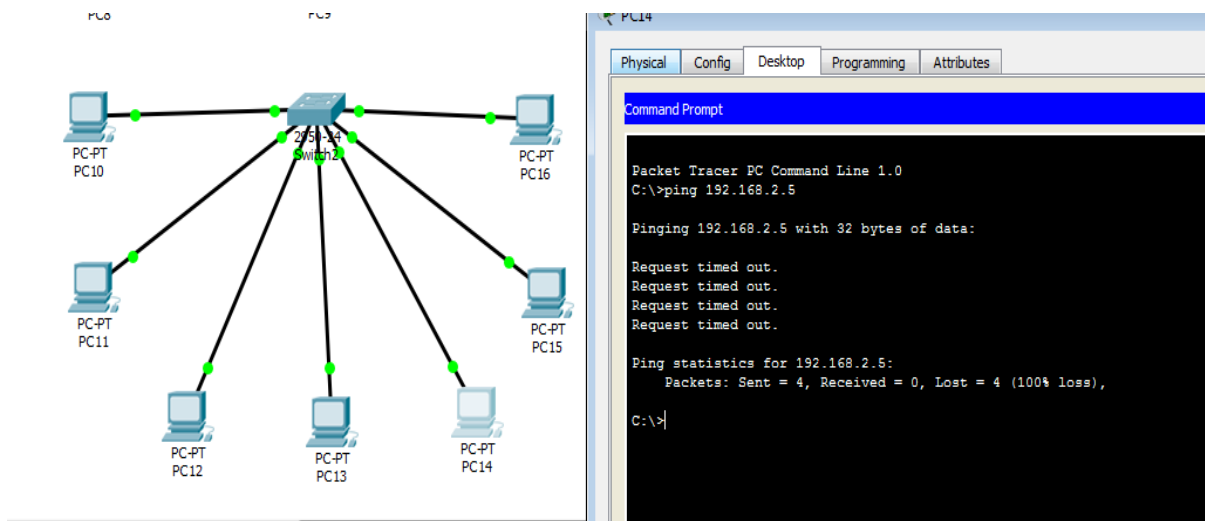 PC8
PC9
2950-24
Switch2
PC-PT
PC10
PC-PT
PC16
PC-PT
PC11
PC-PT
PC15
PC-PT
PC12
PC-PT
PC13
PC-PT
PC14
PC14
Physical
Config
Desktop
Programming
Attributes
Command Prompt
Packet Tracer PC Command Line 1.0
C:\>ping 192.168.2.5
Pinging 192.168.2.5 with 32 bytes of data:
Request timed out.
Request timed out.
Request timed out.
Request timed out.
Ping statistics for 192.168.2.5:
Packets: Sent = 4, Received = 0, Lost = 4 (100% loss),
C:\>